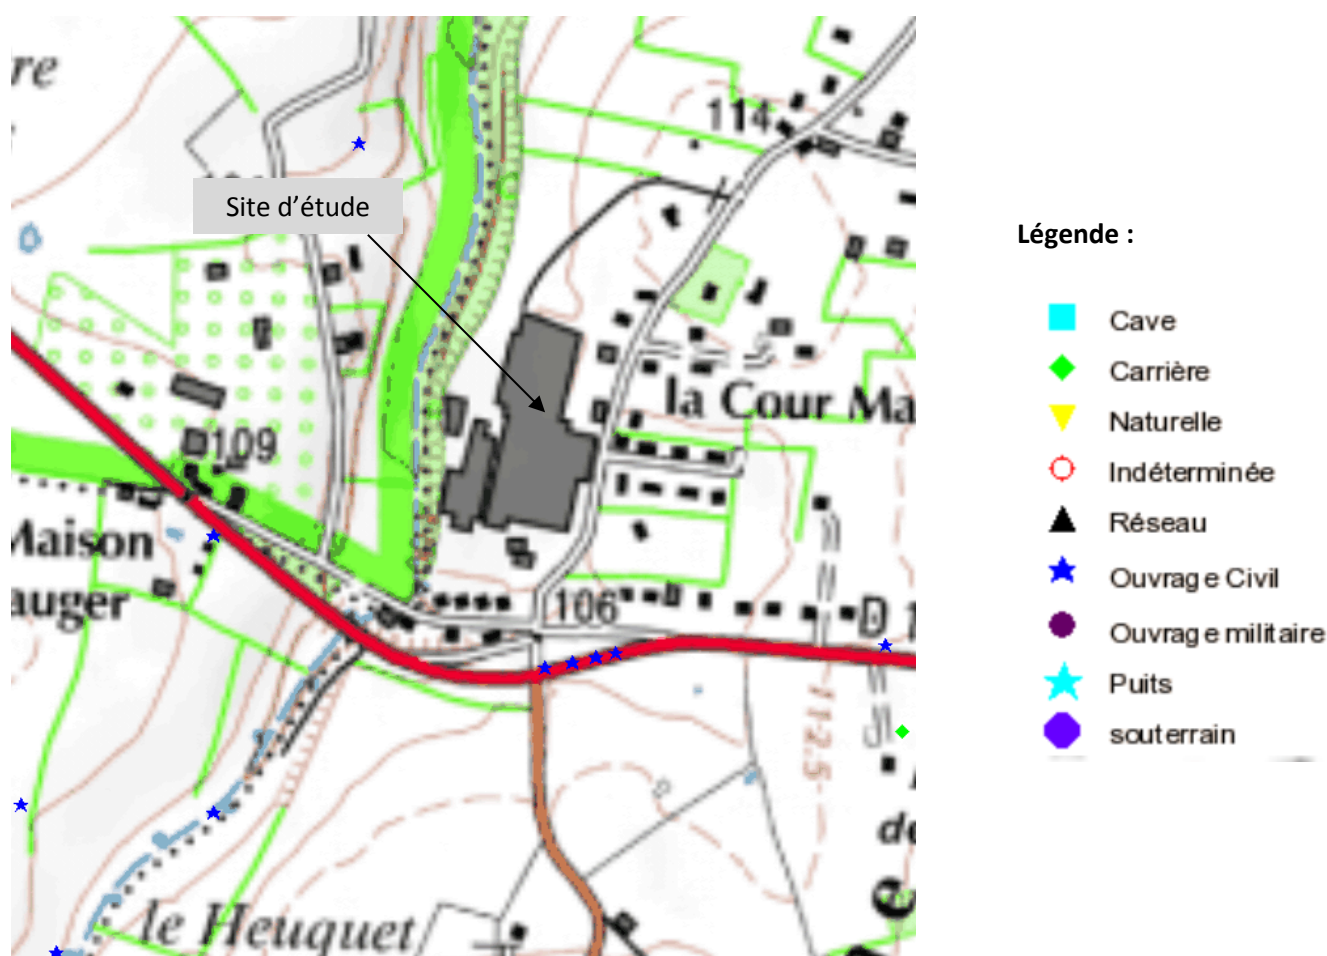 re
114
Site d’étude
Légende :
Cave
Carrière
la Cour Ma
Naturelle
109
Indéterminée
Réseau
Maison
Ouvrage Civil
auger
106
Ouvrage militaire
Puits
112.5
souterrain
de
le Heuquet